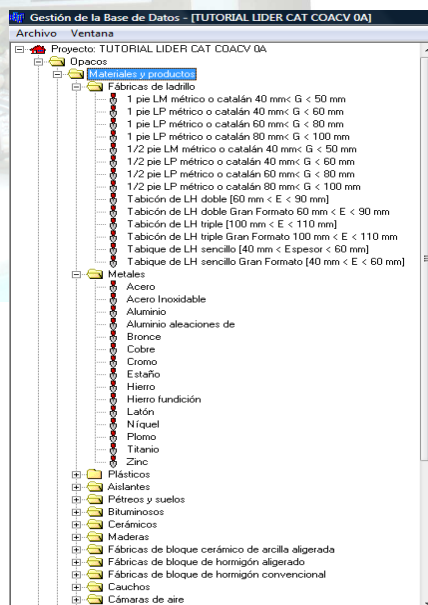 Gestión de la Base de Datos - [TUTORIAL LIDER CAT COACV 0A]
Archivo Ventana
Proyecto: TUTORIAL LIDER CAT COACV 0A
Opacos
Materiales y productos
Fábricas de ladrillo
1 pie LM métrico o catalán 40 mm< G < 50 mm
1 pie LP métrico o catalán 40 mm< G < 60 mm
1 pie LP métrico o catalán 60 mm< G < 80 mm
1 pie LP métrico o catalán 80 mm< G < 100 mm
1/2 pie LM métrico o catalán 40 mm< G < 50 mm
1/2 pie LP métrico o catalán 40 mm< G < 60 mm
1/2 pie LP métrico o catalán 60 mm< G < 80 mm
1/2 pie LP métrico o catalán 80 mm< G < 100 mm
Tabicón de LH doble [60 mm < E < 90 mm]
Tabicón de LH doble Gran Formato 60 mm < E < 90 mm
Tabicón de LH triple [100 mm < E < 110 mm]
Tabicón de LH triple Gran Formato 100 mm < E < 110 mm
Tabique de LH sencillo [40 mm < Espesor < 60 mm]
Tabique de LH sencillo Gran Formato [40 mm < E < 60 mm]
Metales
Acero
Acero Inoxidable
Aluminio
Aluminio aleaciones de
Bronce
Cobre
Cromo
Estaño
Hierro
Hierro fundición
Latón
Níquel
Plomo
Titanio
Zinc
Plásticos
Aislantes
Pétreos y suelos
Bituminosos
Cerámicos
Maderas
Fábricas de bloque cerámico de arcilla aligerada
Fábricas de bloque de hormigón aligerado
Fábricas de bloque de hormigón convencional
Cauchos
Cámaras de aire